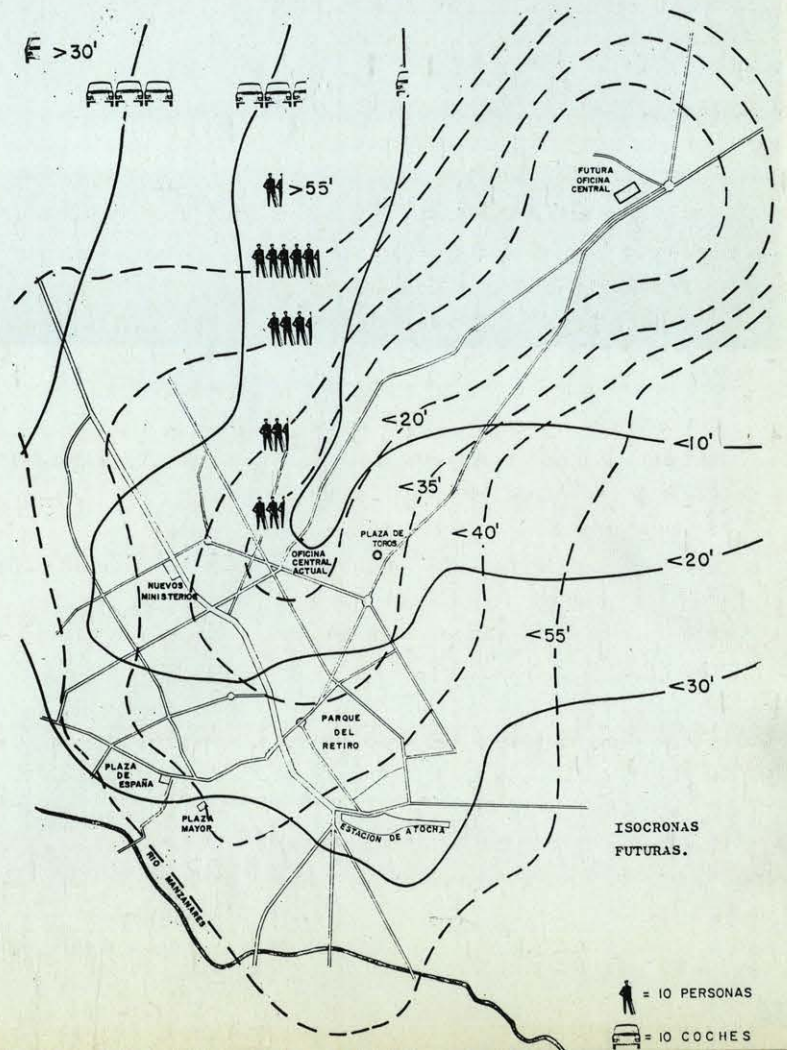 >30'
>55'
FUTURA
OFICINA
CENTRAL
<20'
<10'
<35'
PLAZA DE
TOROS
<40'
OFICINA
CENTRAL
ACTUAL
<20'
NUEVOS
MINISTERIOS
<55'
<30'
PARQUE
DEL
RETIRO
PLAZA
DE
ESPAÑA
PLAZA
MAYOR
ESTACION DE ATOCHA
ISOCRONAS
FUTURAS.
RIO
MANZANARES
= 10 PERSONAS
= 10 COCHES